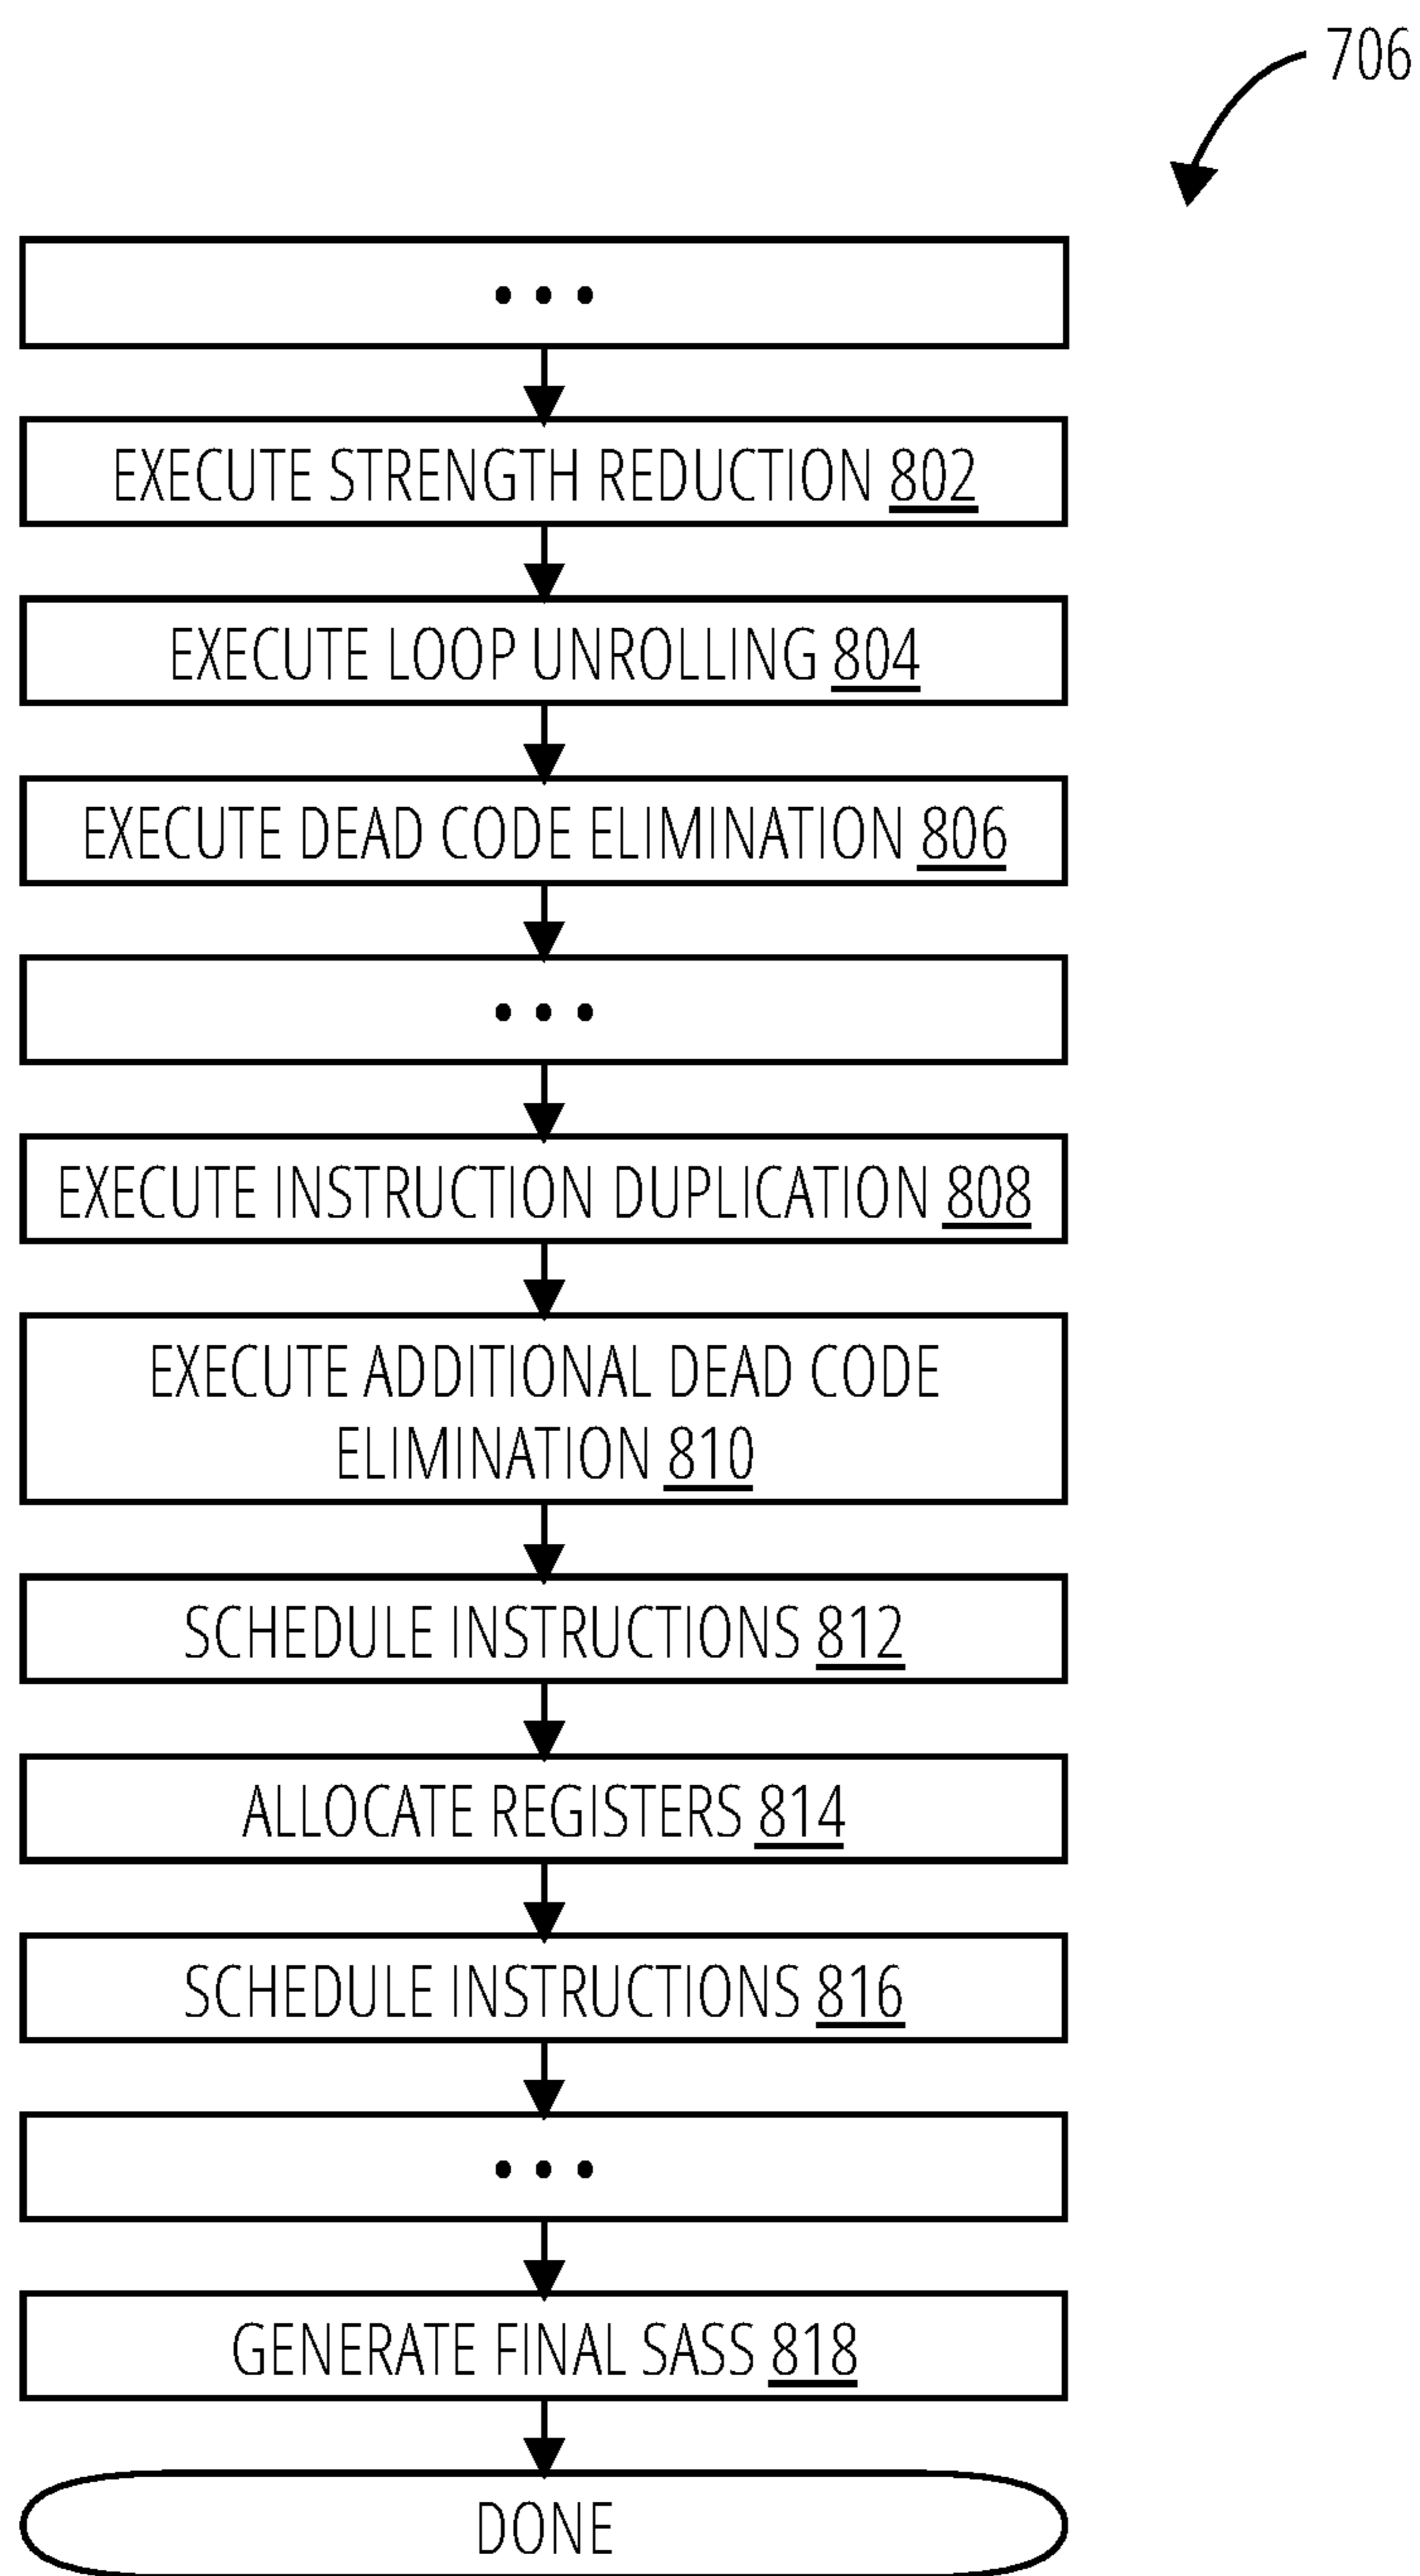 706
...
EXECUTE STRENGTH REDUCTION 802
EXECUTE LOOP UNROLLING 804
EXECUTE DEAD CODE ELIMINATION 806
...
EXECUTE INSTRUCTION DUPLICATION 808
EXECUTE ADDITIONAL DEAD CODE
ELIMINATION 810
SCHEDULE INSTRUCTIONS 812
ALLOCATE REGISTERS 814
SCHEDULE INSTRUCTIONS 816
...
GENERATE FINAL SASS 818
DONE